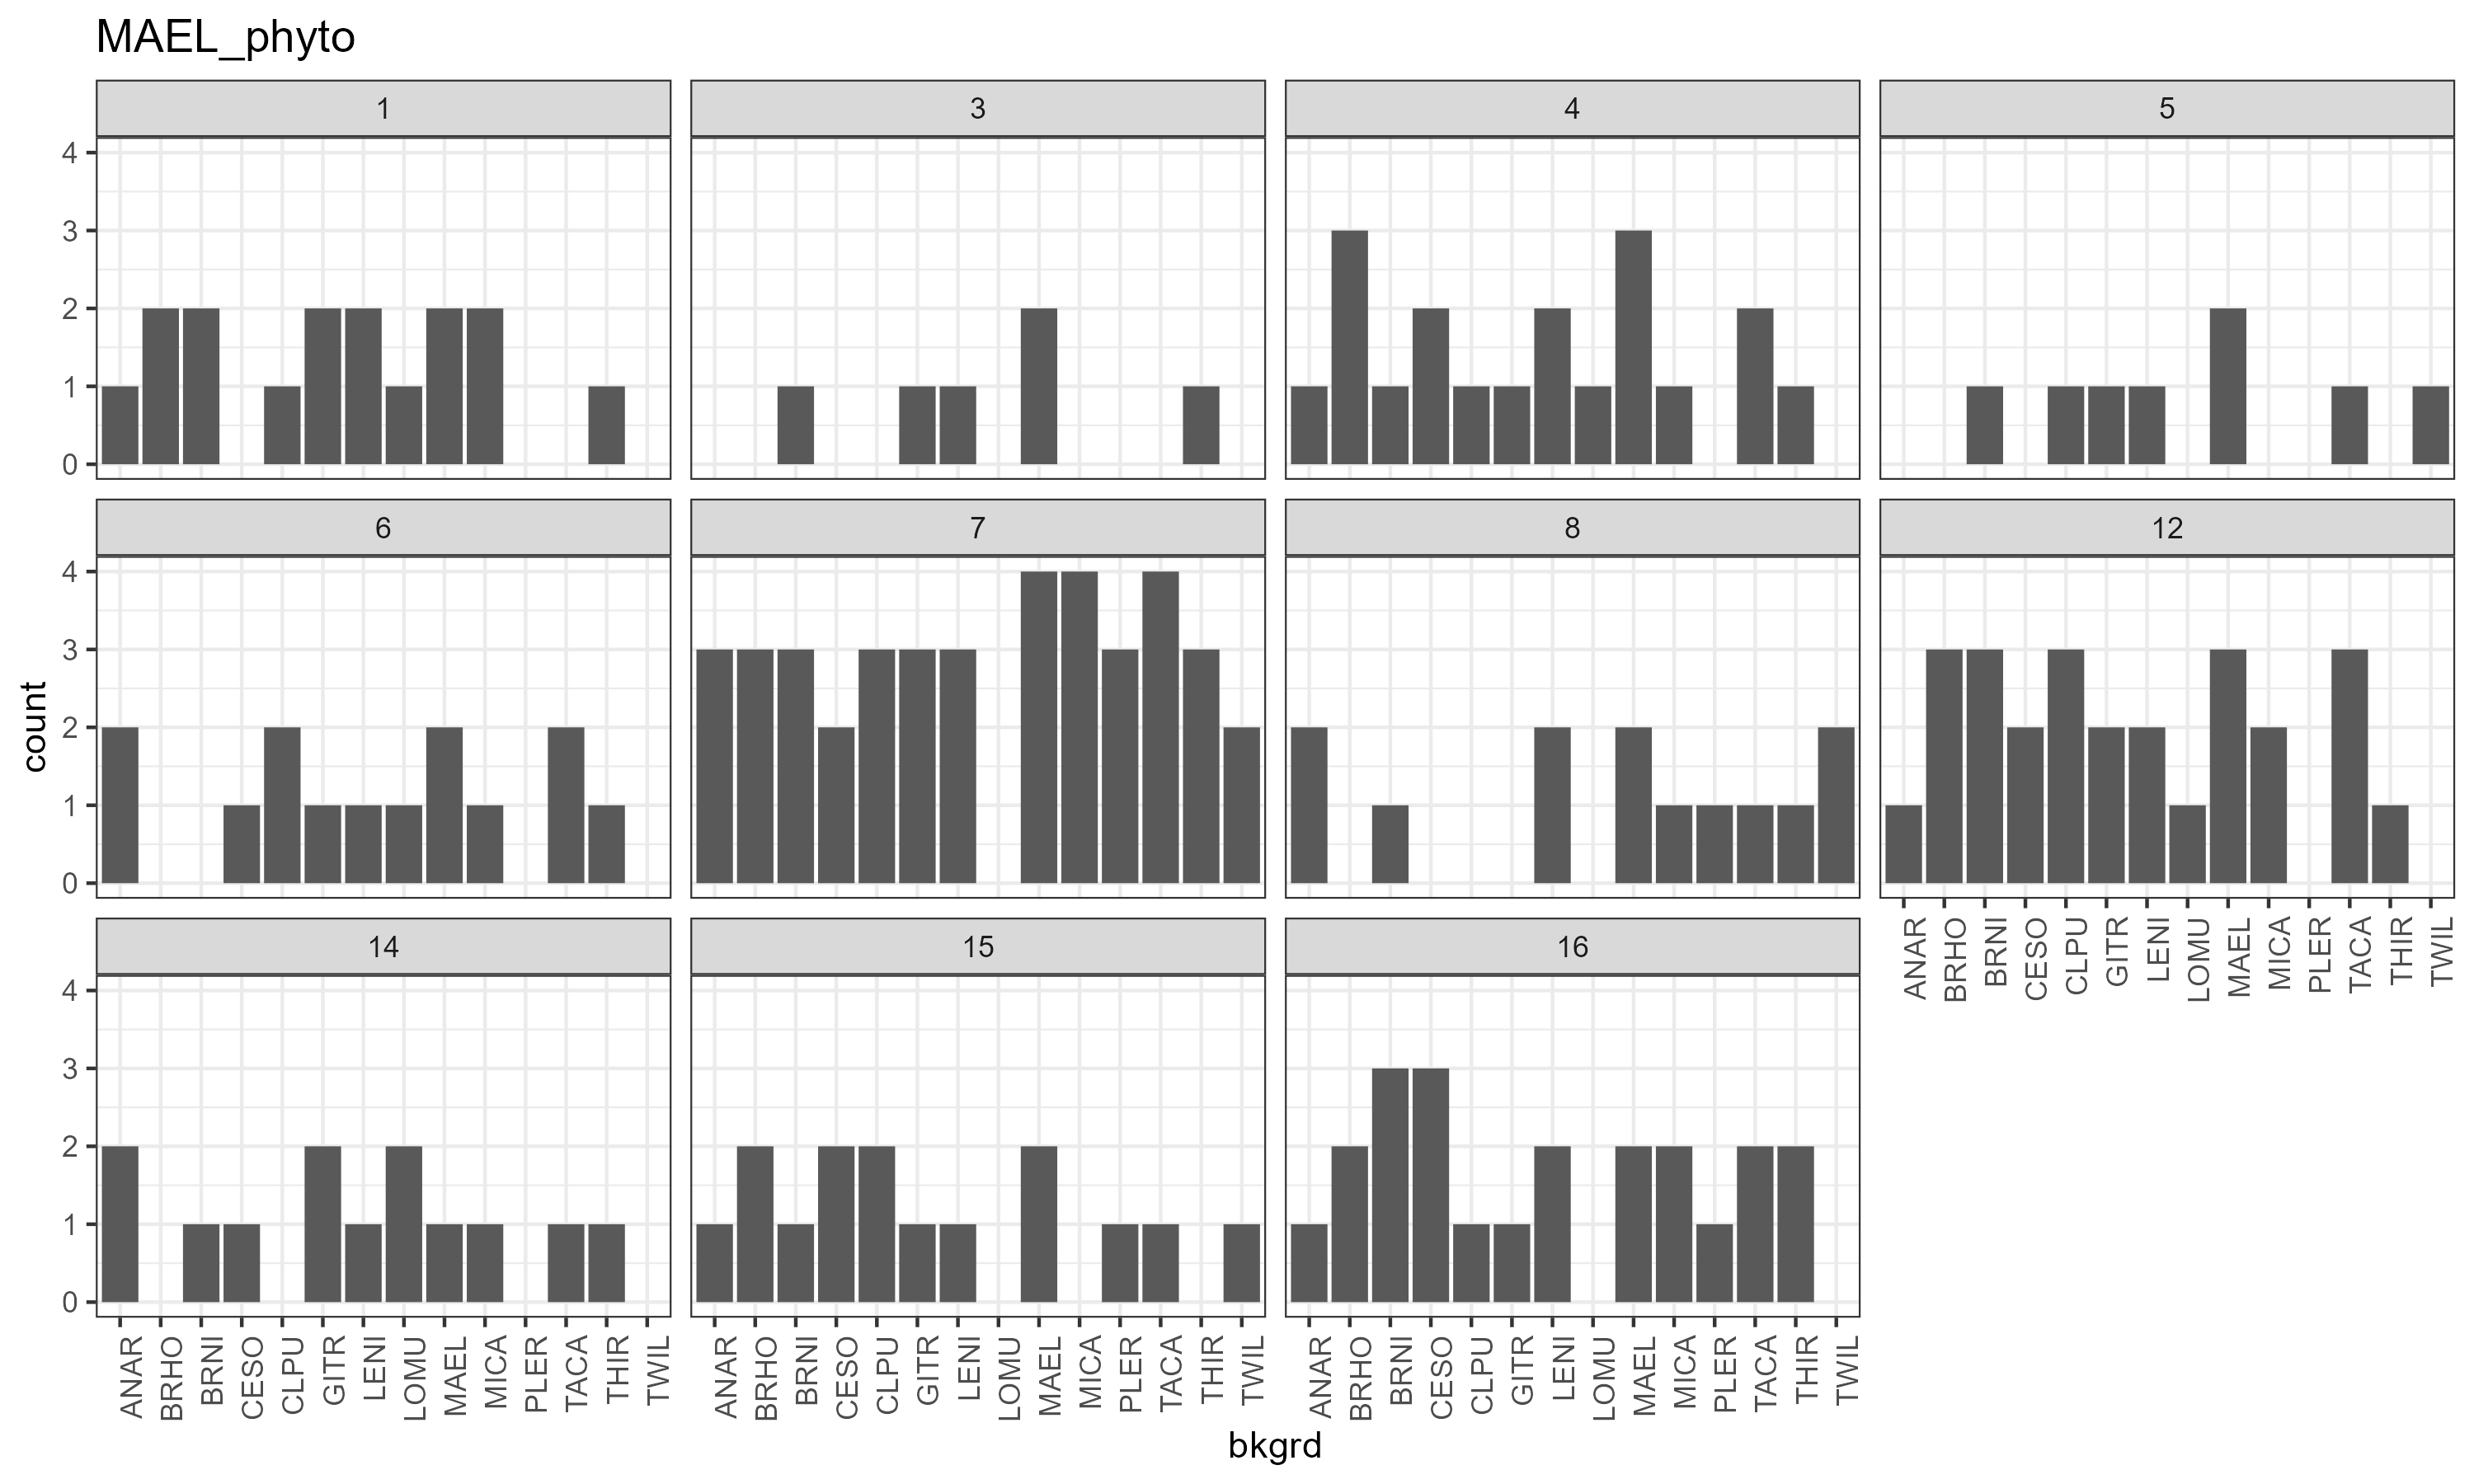 MAEL_phyto
1 3 4 5
4
3
2
1
0
6 7 8 12
4
3
2
1
0
ANAR BRHO BRNI CESO CLPU GITR LENI LOMU MAEL MICA PLER TACA THIR TWIL
14 15 16
4
3
2
1
0
ANAR BRHO BRNI CESO CLPU GITR LENI LOMU MAEL MICA PLER TACA THIR TWIL
ANAR BRHO BRNI CESO CLPU GITR LENI LOMU MAEL MICA PLER TACA THIR TWIL
ANAR BRHO BRNI CESO CLPU GITR LENI LOMU MAEL MICA PLER TACA THIR TWIL
count
bkgrd